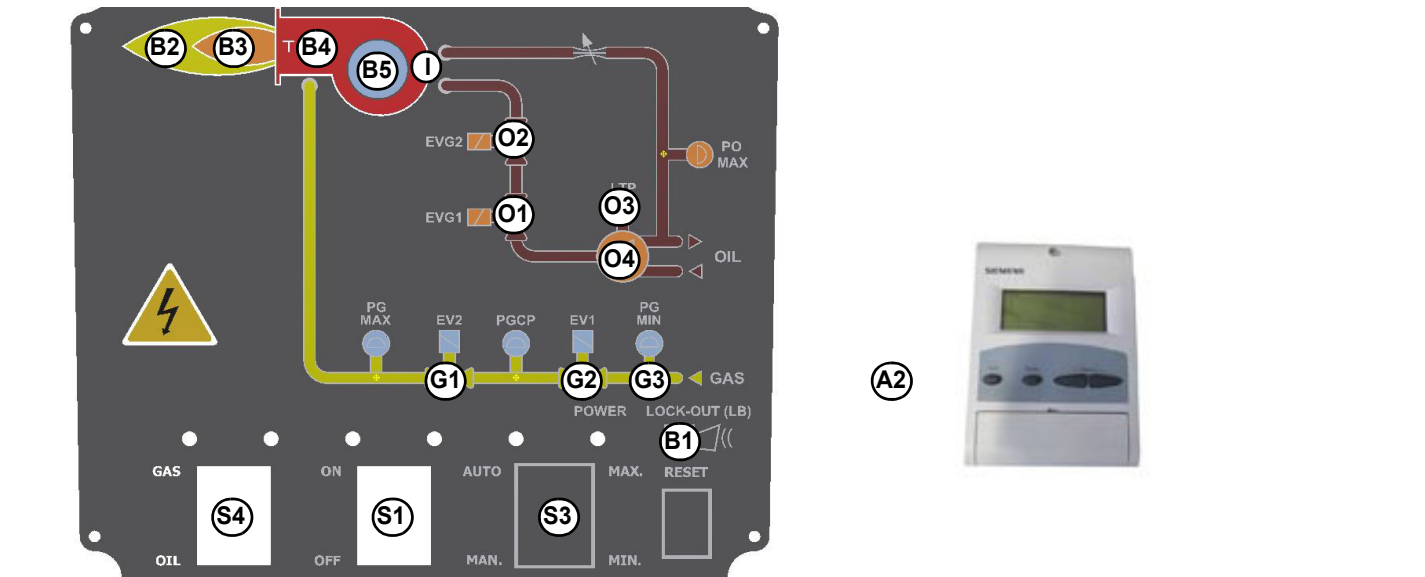 B2
B3
T
B4
B5
I
EVG2
O2
PO
MAX
O3
EVG1
O1
O4
OIL
SIEMENS
PG
MAX
EV2
PGCP
EV1
PG
MIN
G1
G2
G3
GAS
A2
POWER
LOCK-OUT (LB)
B1
GAS
ON
AUTO
MAX.
RESET
S4
S1
S3
OIL
OFF
MAN.
MIN.